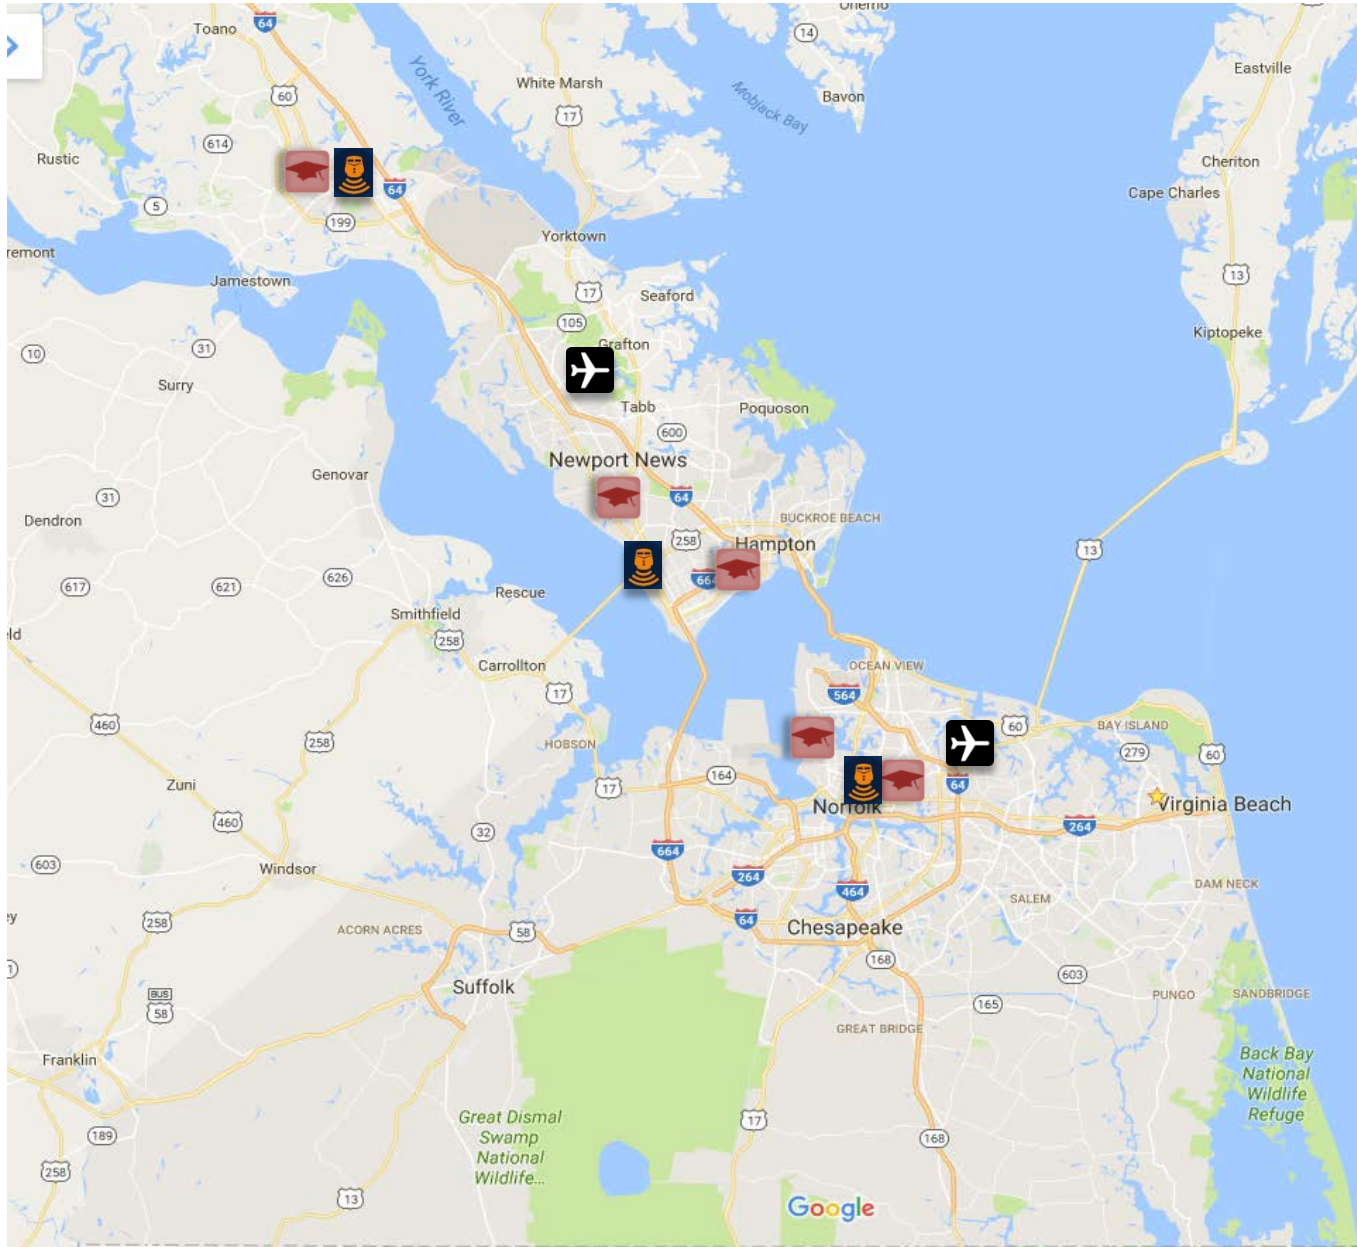 Onemo
64
Toano
14
Eastville
White Marsh
York River
60
Mobjack Bay
Bavon
17
614
Rustic
Cheriton
64
Cape Charles
5
199
Yorktown
remont
13
Jamestown
17
Seaford
105
Kiptopeke
31
10
Grafton
Surry
Tabb
Poquoson
600
Newport News
Genovar
64
31
BUCKROE BEACH
Dendron
258
Hampton
13
626
664
617
621
Rescue
Smithfield
eld
258
Carrollton
OCEAN VIEW
17
564
460
60
BAY ISLAND
258
HOBSON
279
60
164
64
Zuni
17
Norfolk
Virginia Beach
460
32
264
664
603
Windsor
264
464
DAM NECK
SALEM
258
64
ACORN ACRES
58
Chesapeake
168
603
Suffolk
BUS
58
PUNGO
SANDBRIDGE
165
GREAT BRIDGE
Franklin
Back Bay
National
Wildlife
Refuge
Great Dismal
Swamp
National
Wildlife...
17
189
168
258
13
Google